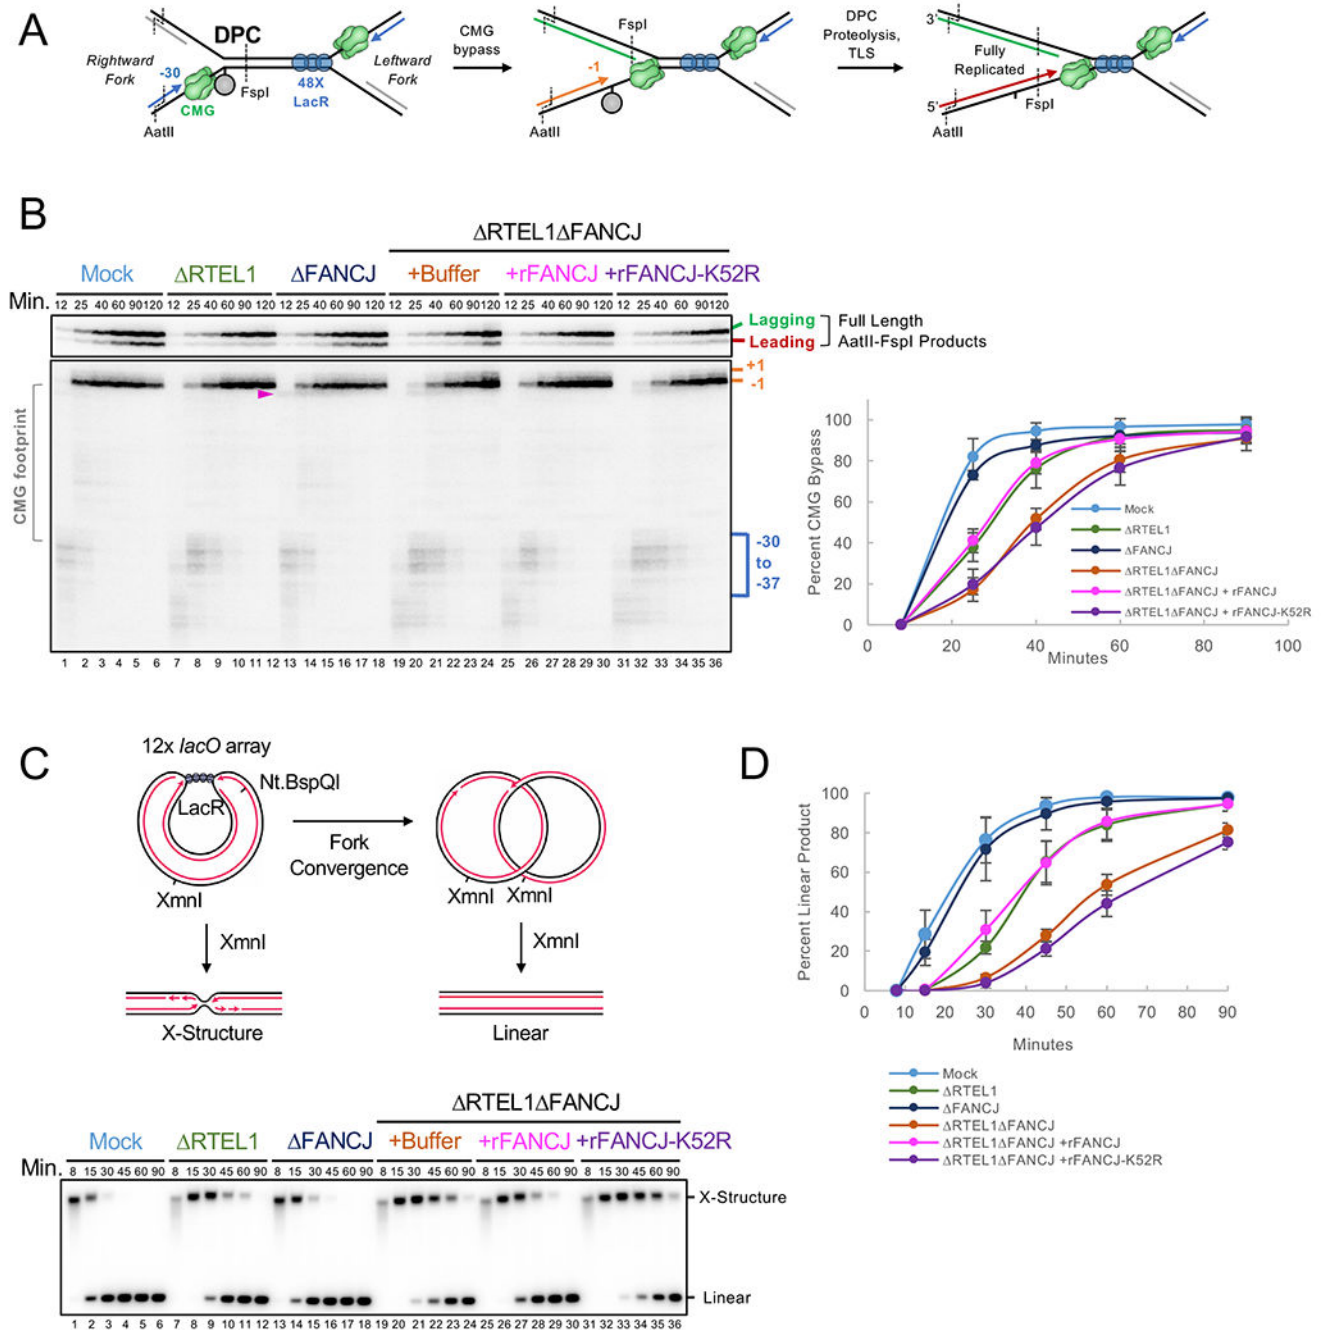 A
Rightward
Fork
-30
CMG
AatII
DPC
FspI
48X
LacR
Leftward
Fork
CMG
bypass
FspI
-1
AatII
DPC
Proteolysis,
TLS
3'
Fully
Replicated
5'
FspI
AatII
B
ΔRTEL1ΔFANCJ
Mock ΔRTEL1 ΔFANCJ +Buffer +rFANCJ +rFANCJ-K52R
Min. 12 25 40 60 90 120 12 25 40 60 90 120 12 25 40 60 90 120 12 25 40 60 90 120 12 25 40 60 90 120 12 25 40 60 90 120
Lagging
Leading
Full Length
AatII-FspI Products
+1
-1
CMG footprint
-30
to
-37
1 2 3 4 5 6 7 8 9 10 11 12 13 14 15 16 17 18 19 20 21 22 23 24 25 26 27 28 29 30 31 32 33 34 35 36
Percent CMG Bypass
100
80
60
40
20
0
0 20 40 60 80 100
Minutes
Mock
ΔRTEL1
ΔFANCJ
ΔRTEL1ΔFANCJ
ΔRTEL1ΔFANCJ + rFANCJ
ΔRTEL1ΔFANCJ + rFANCJ-K52R
C
12x lacO array
Nt.BspQI
LacR
XmnI
Fork
Convergence
XmnI XmnI
XmnI
XmnI
X-Structure
Linear
ΔRTEL1ΔFANCJ
Mock ΔRTEL1 ΔFANCJ +Buffer +rFANCJ +rFANCJ-K52R
Min. 8 15 30 45 60 90 8 15 30 45 60 90 8 15 30 45 60 90 8 15 30 45 60 90 8 15 30 45 60 90 8 15 30 45 60 90
X-Structure
Linear
1 2 3 4 5 6 7 8 9 10 11 12 13 14 15 16 17 18 19 20 21 22 23 24 25 26 27 28 29 30 31 32 33 34 35 36
D
Percent Linear Product
100
80
60
40
20
0
0 10 20 30 40 50 60 70 80 90
Minutes
Mock
ΔRTEL1
ΔFANCJ
ΔRTEL1ΔFANCJ
ΔRTEL1ΔFANCJ +rFANCJ
ΔRTEL1ΔFANCJ +rFANCJ-K52R